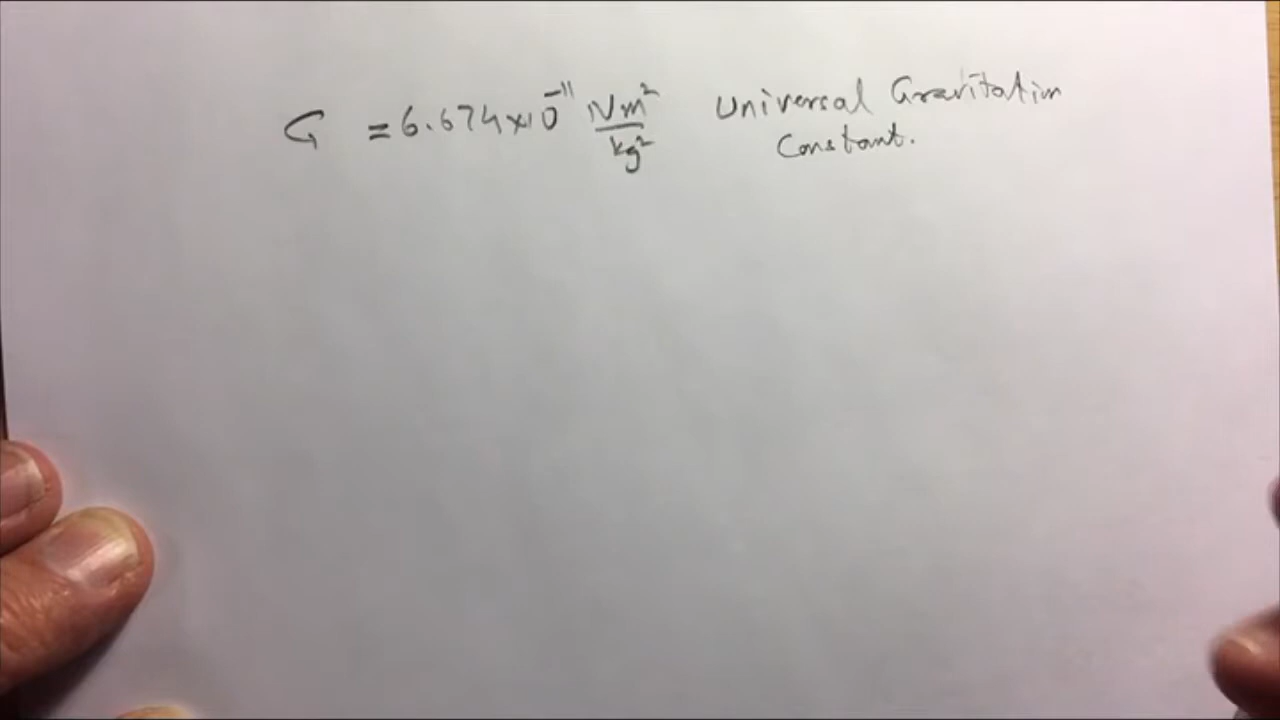 G = 6.674×10⁻¹¹ Nm²/kg² Universal Gravitation
Constant.